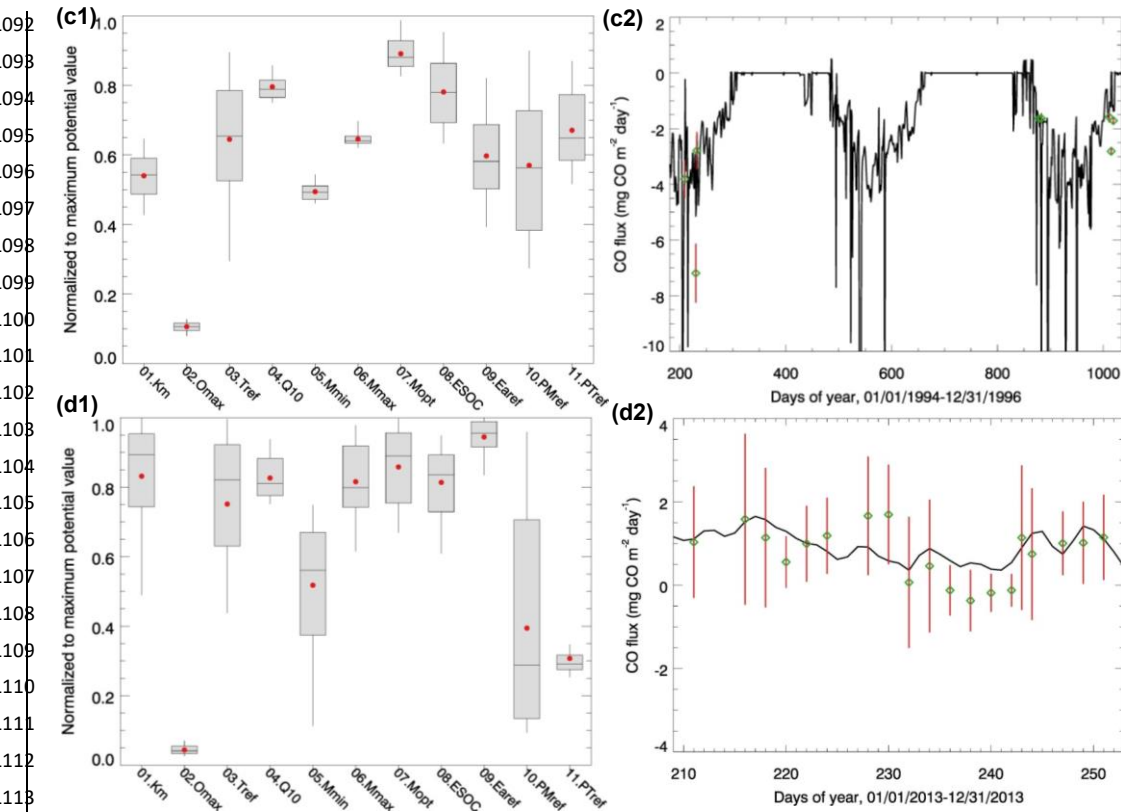 1092
1093
1094
1095
1096
1097
1098
1099
1100
1101
1102
1103
1104
1105
1106
1107
1108
1109
1110
1111
1112
1113
(c1)
Normalized to maximum potential value
1.0
0.8
0.6
0.4
0.2
0.0
01.Km
02.Omax
03.Tref
04.Q10
05.Mmin
06.Mmax
07.Mopt
08.ESOC
09.Earef
10.PMref
11.PTref
(c2)
CO flux (mg CO m⁻² day⁻¹)
2
0
-2
-4
-6
-8
-10
200 400 600 800 1000
Days of year, 01/01/1994-12/31/1996
(d1)
Normalized to maximum potential value
1.0
0.8
0.6
0.4
0.2
0.0
01.Km
02.Omax
03.Tref
04.Q10
05.Mmin
06.Mmax
07.Mopt
08.ESOC
09.Earef
10.PMref
11.PTref
(d2)
CO flux (mg CO m⁻² day⁻¹)
4
2
0
-2
-4
210 220 230 240 250
Days of year, 01/01/2013-12/31/2013